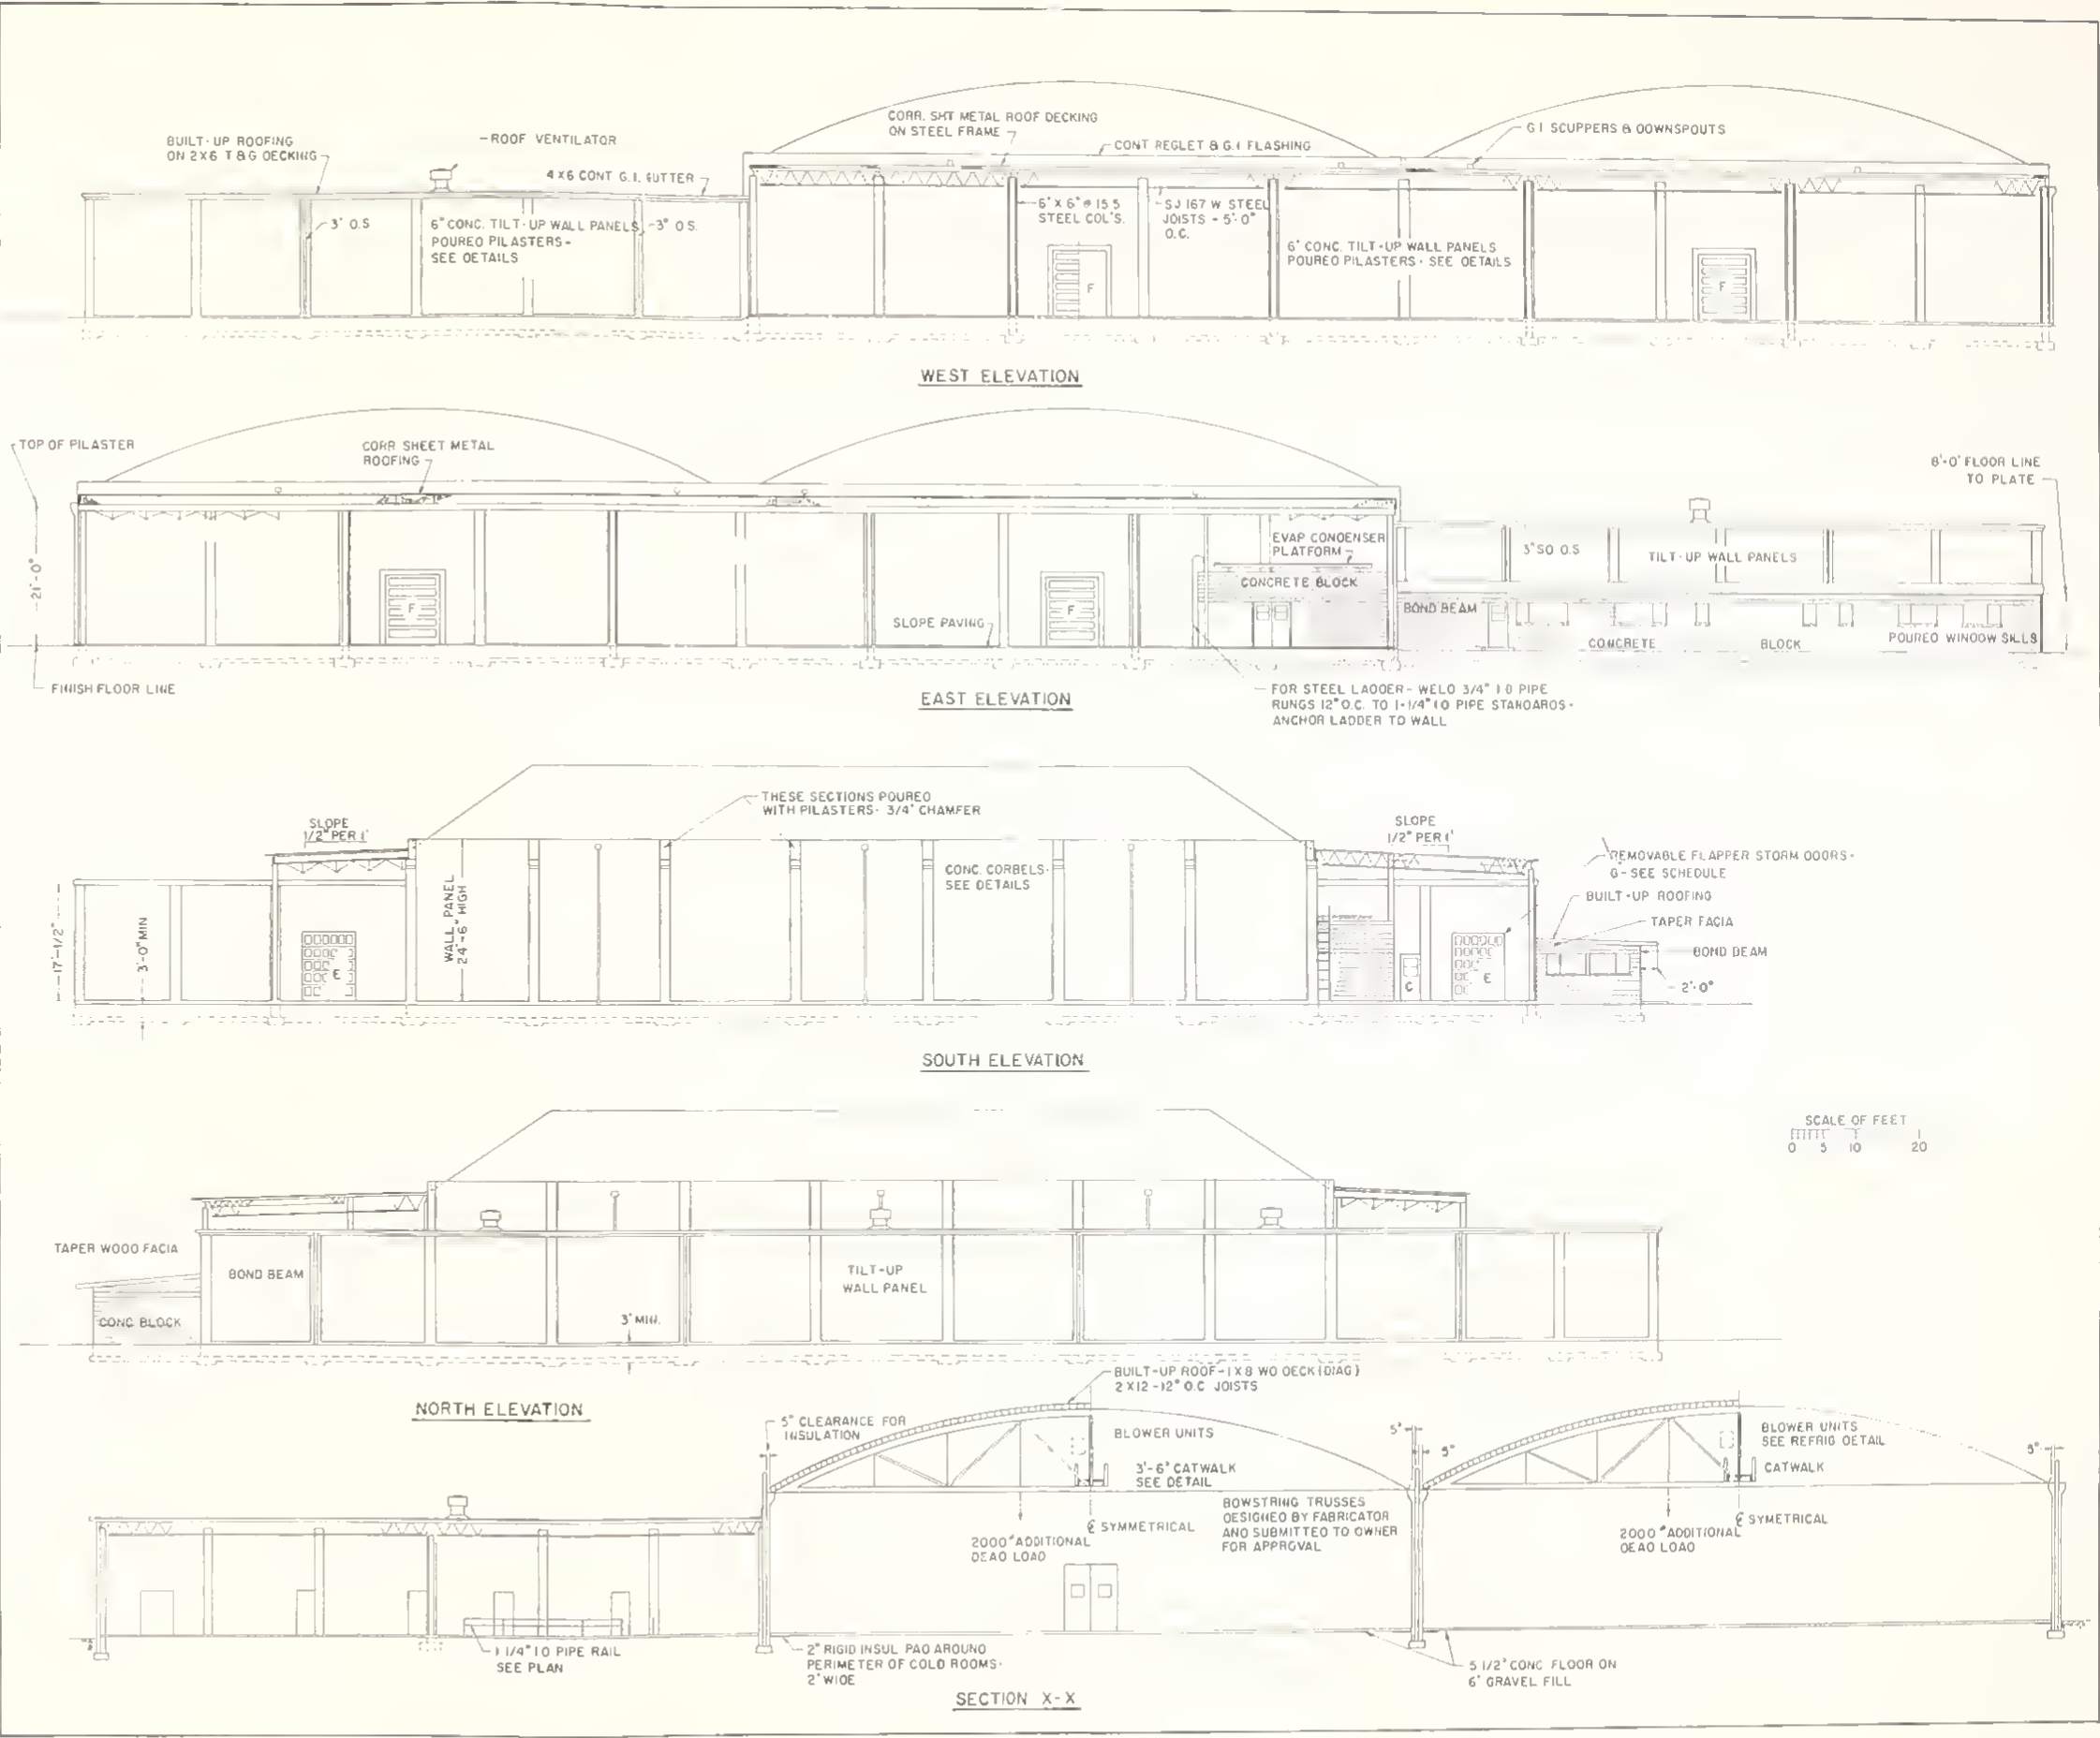 BUILT-UP ROOFING
ON 2X6 T&G DECKING
-ROOF VENTILATOR
4X6 CONT G.I. GUTTER
CORR. SHT METAL ROOF DECKING
ON STEEL FRAME
CONT REGLET & G.I FLASHING
G I SCUPPERS & DOWNSPOUTS
3" O.S
6" CONC. TILT-UP WALL PANELS
POURED PILASTERS-
SEE DETAILS
3" O S.
6" X 6" @ 15 5
STEEL COL'S.
SJ 167 W STEEL
JOISTS - 5'-0"
O.C.
6" CONC. TILT-UP WALL PANELS
POURED PILASTERS - SEE DETAILS
F
F
WEST ELEVATION
TOP OF PILASTER
CORR SHEET METAL
ROOFING
8'-0" FLOOR LINE
TO PLATE
21'-0"
EVAP CONDENSER
PLATFORM
CONCRETE BLOCK
3" SQ O.S
TILT-UP WALL PANELS
BOND BEAM
F
F
SLOPE PAVING
CONCRETE
BLOCK
POURED WINDOW SILLS
FINISH FLOOR LINE
EAST ELEVATION
FOR STEEL LADDER- WELD 3/4" I D PIPE
RUNGS 12" O.C. TO 1-1/4" I D PIPE STANDARDS-
ANCHOR LADDER TO WALL
THESE SECTIONS POURED
WITH PILASTERS- 3/4" CHAMFER
SLOPE
1/2" PER 1'
SLOPE
1/2" PER 1'
REMOVABLE FLAPPER STORM DOORS-
G-SEE SCHEDULE
BUILT-UP ROOFING
TAPER FACIA
BOND BEAM
2'-0"
CONC. CORBELS-
SEE DETAILS
WALL PANEL
24'-6" HIGH
17'-1/2"
3'-0" MIN
E
C
E
SOUTH ELEVATION
SCALE OF FEET
0 5 10 20
TAPER WOOD FACIA
BOND BEAM
CONC BLOCK
TILT-UP
WALL PANEL
3' MIN.
NORTH ELEVATION
BUILT-UP ROOF-1X8 WD DECK (DIAG)
2X12-12" O.C JOISTS
5" CLEARANCE FOR
INSULATION
BLOWER UNITS
3'-6" CATWALK
SEE DETAIL
5"
5"
BLOWER UNITS
SEE REFRIG DETAIL
CATWALK
5"
BOWSTRING TRUSSES
DESIGNED BY FABRICATOR
AND SUBMITTED TO OWNER
FOR APPROVAL
℄ SYMMETRICAL
2000# ADDITIONAL
DEAD LOAD
℄ SYMETRICAL
2000# ADDITIONAL
DEAD LOAD
1 1/4" I D PIPE RAIL
SEE PLAN
2" RIGID INSUL PAD AROUND
PERIMETER OF COLD ROOMS-
2' WIDE
5 1/2" CONC FLOOR ON
6" GRAVEL FILL
SECTION X-X